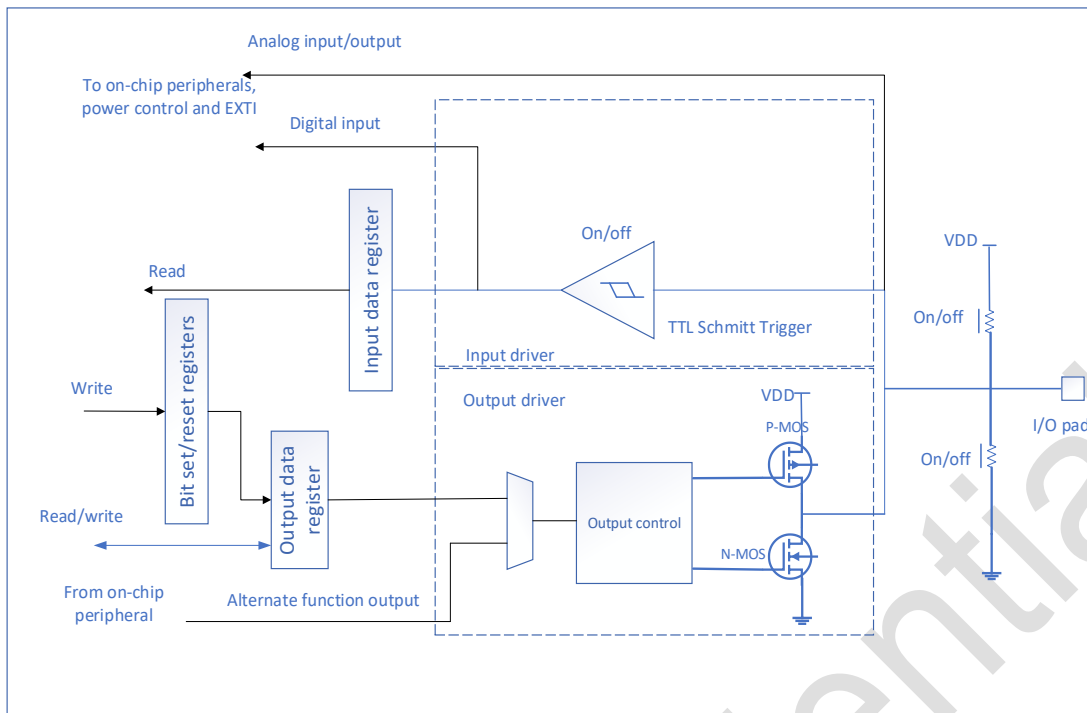 Analog input/output
To on-chip peripherals,
power control and EXTI
Digital input
On/off
VDD
Read
Input data register
TTL Schmitt Trigger
On/off
Bit set/reset registers
Input driver
Write
Output driver
VDD
P-MOS
I/O pad
On/off
Output data
register
Read/write
Output control
N-MOS
From on-chip
peripheral
Alternate function output